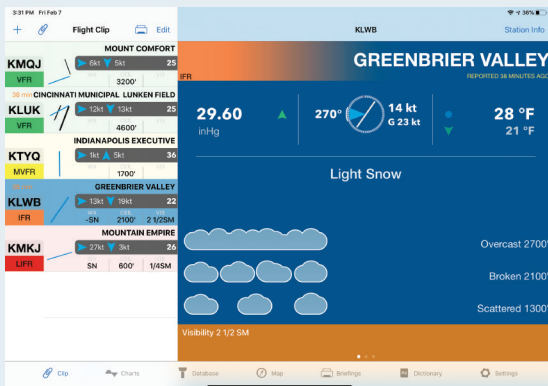 3:31 PM Fri Feb 7
36%
Flight Clip
Edit
KLWB
Station Info
MOUNT COMFORT
KMQJ
6kt 5kt 25
VFR
3200'
36 min CINCINNATI MUNICIPAL LUNKEN FIELD
KLUK
12kt 13kt 25
VFR
4600'
INDIANAPOLIS EXECUTIVE
KTYQ
1kt 5kt 36
MVFR
1700'
GREENBRIER VALLEY
KLWB
13kt 19kt 22
WX CEIL VIS
IFR
-SN 2100' 2 1/2SM
MOUNTAIN EMPIRE
KMKJ
27kt 3kt 26
LIFR
SN 600' 1/4SM
GREENBRIER VALLEY
IFR
REPORTED 36 MINUTES AGO
29.60
inHg
270°
14 kt
G 23 kt
28 °F
21 °F
Light Snow
Overcast 2700'
Broken 2100'
Scattered 1300'
Visibility 2 1/2 SM
Clip
Charts
Database
Map
Briefings
Dictionary
Settings